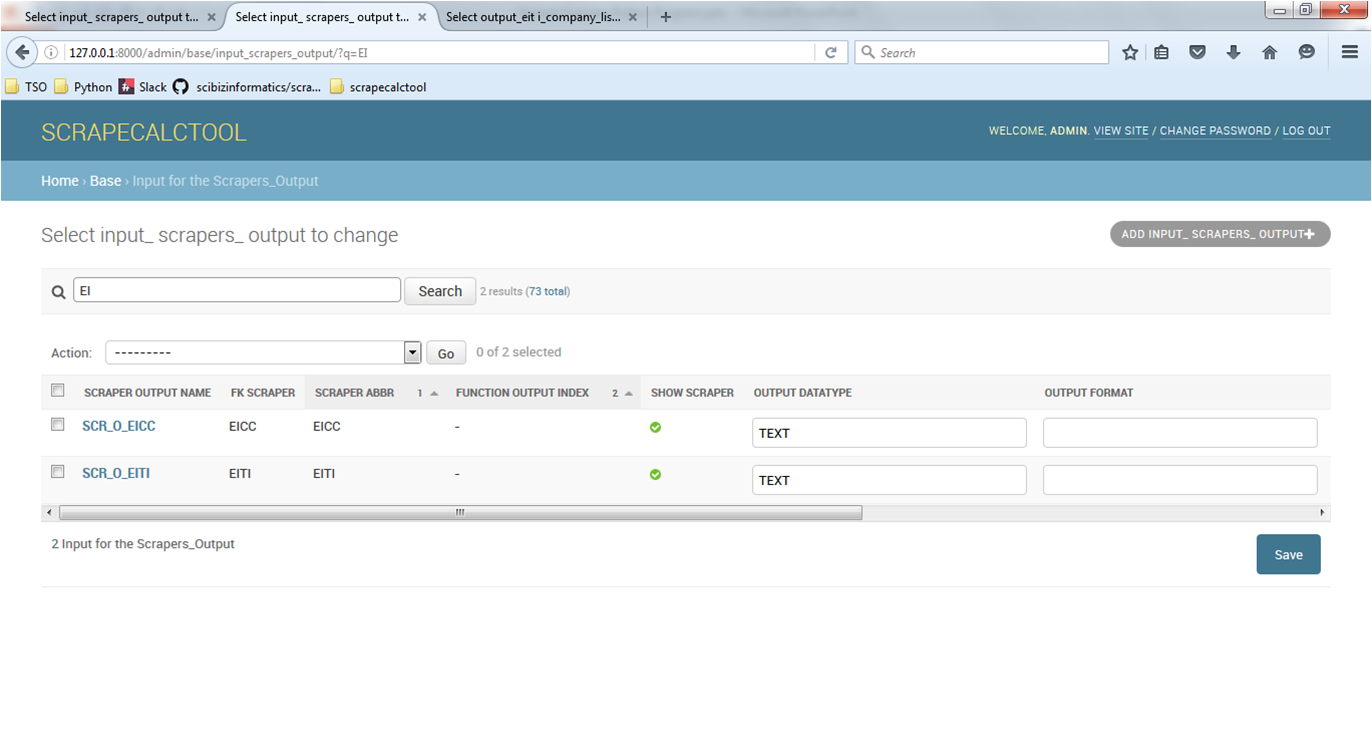 Select input_ scrapers_ output t... × Select input_ scrapers_ output t... × Select output_eit i_company_lis... × +
127.0.0.1:8000/admin/base/input_scrapers_output/?q=EI Search
TSO Python Slack scibizinformatics/scra... scrapecalctool
SCRAPECALCTOOL
WELCOME, ADMIN. VIEW SITE / CHANGE PASSWORD / LOG OUT
Home › Base › Input for the Scrapers_Output
Select input_ scrapers_ output to change
ADD INPUT_ SCRAPERS_ OUTPUT+
EI Search 2 results (73 total)
Action: --------- Go 0 of 2 selected
SCRAPER OUTPUT NAME FK SCRAPER SCRAPER ABBR 1 FUNCTION OUTPUT INDEX 2 SHOW SCRAPER OUTPUT DATATYPE OUTPUT FORMAT
SCR_O_EICC EICC EICC - TEXT
SCR_O_EITI EITI EITI - TEXT
2 Input for the Scrapers_Output
Save